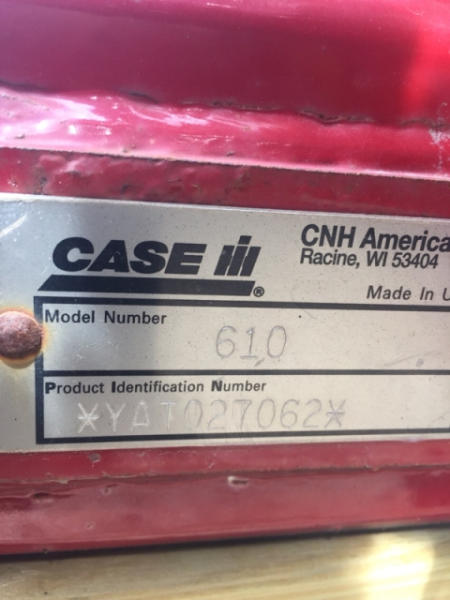 CASE IH ®
CNH America
Racine, WI 53404
Made In U
Model Number
610
Product Identification Number
*YAT027062*